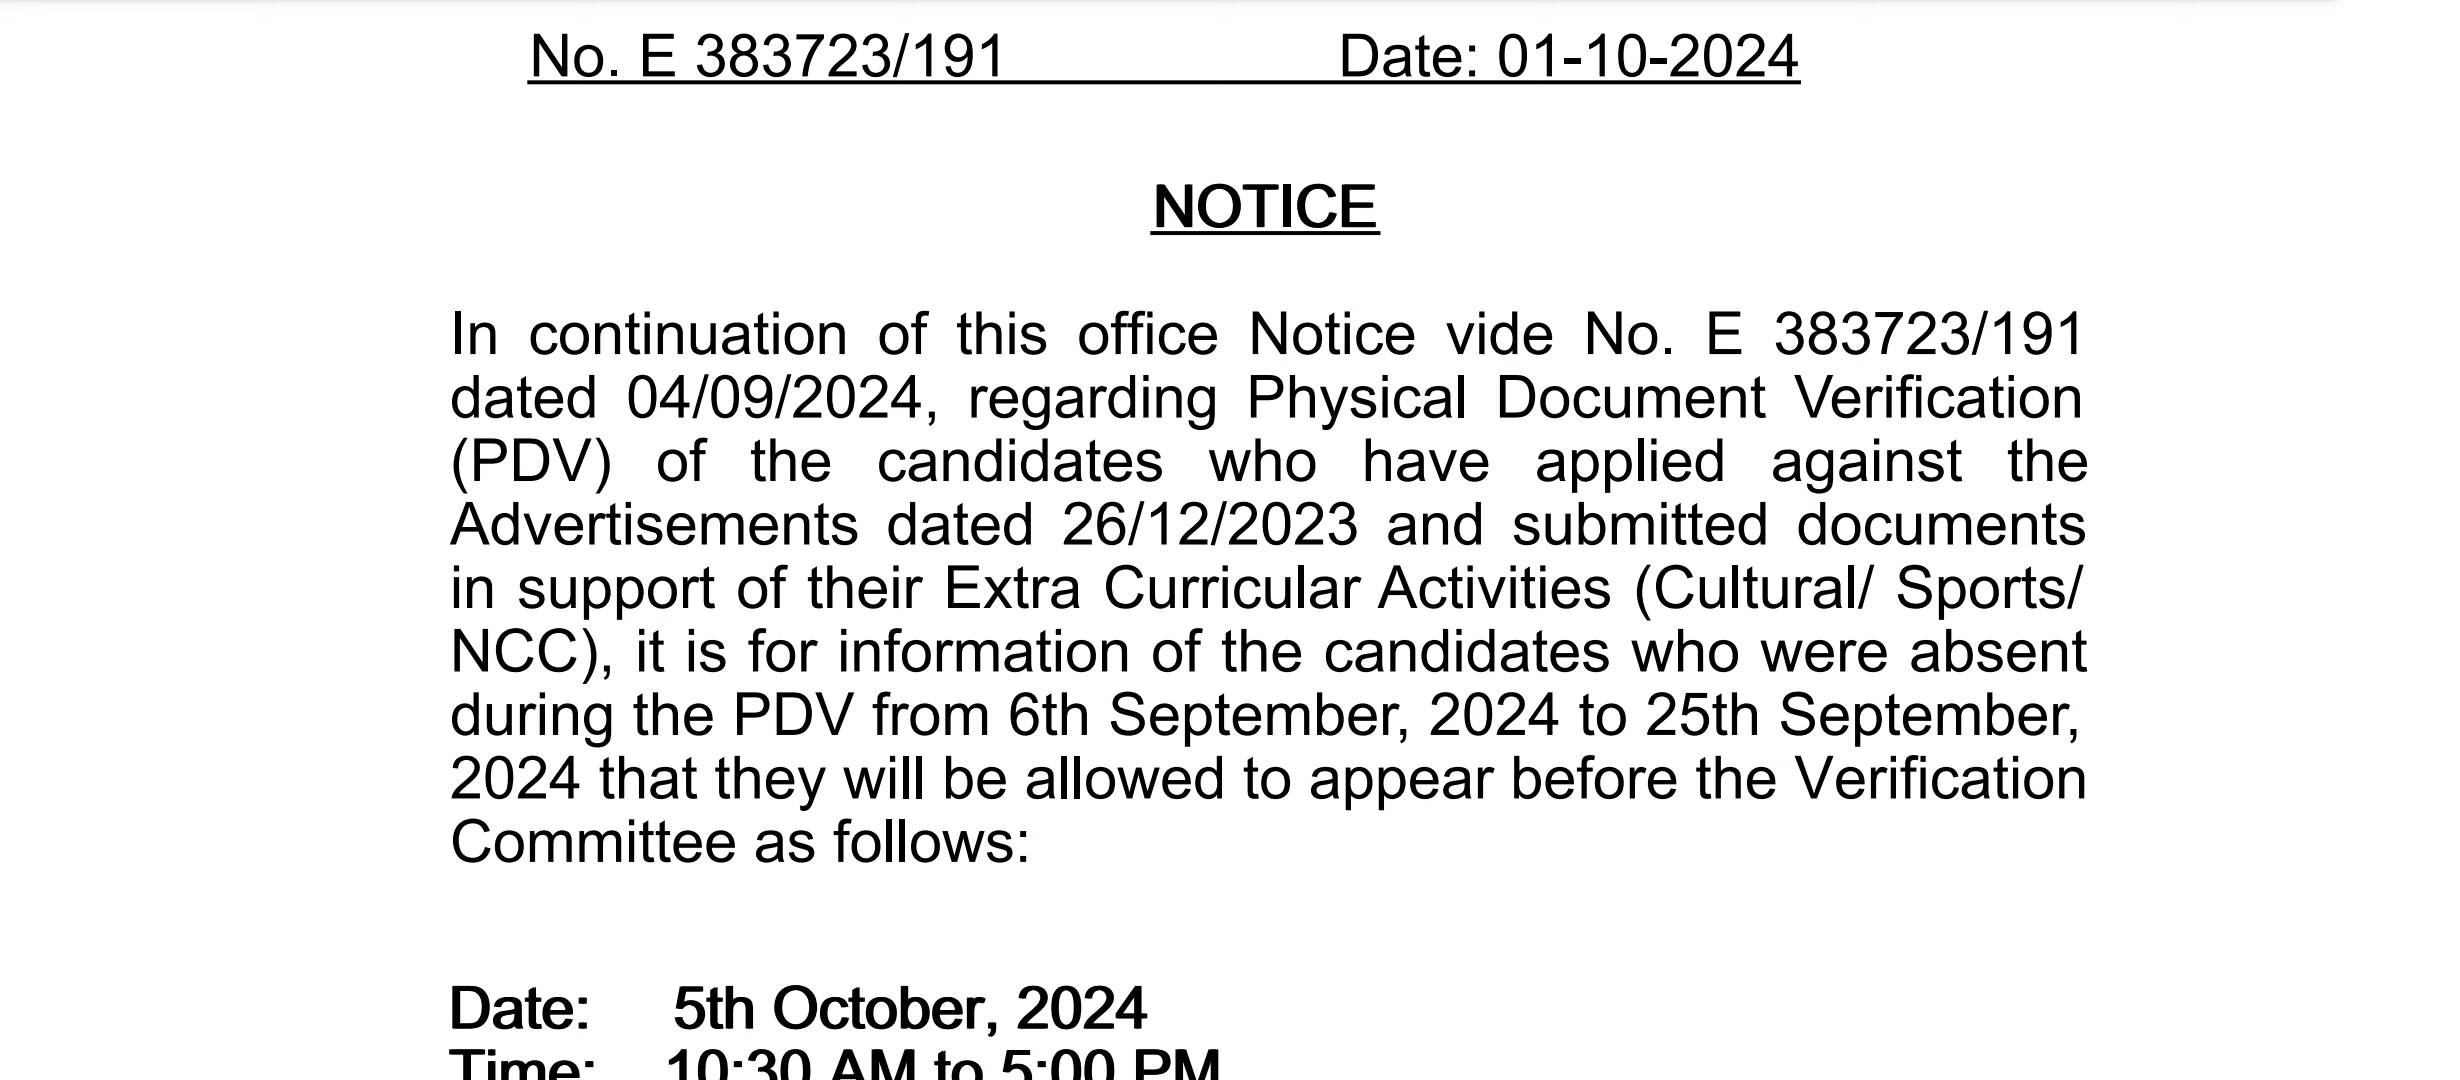 No. E 383723/191 Date: 01-10-2024
NOTICE
In continuation of this office Notice vide No. E 383723/191
dated 04/09/2024, regarding Physical Document Verification
(PDV) of the candidates who have applied against the
Advertisements dated 26/12/2023 and submitted documents
in support of their Extra Curricular Activities (Cultural/ Sports/
NCC), it is for information of the candidates who were absent
during the PDV from 6th September, 2024 to 25th September,
2024 that they will be allowed to appear before the Verification
Committee as follows:
Date: 5th October, 2024
Time: 10:30 AM to 5:00 PM